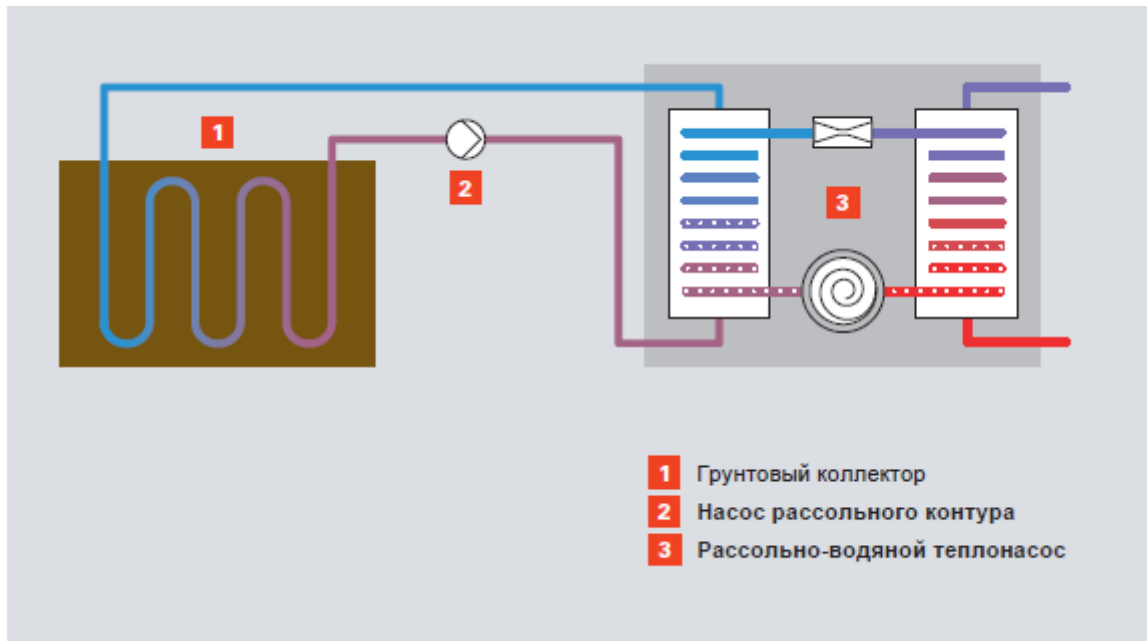 1
2
3
1 Грунтовый коллектор
2 Насос рассольного контура
3 Рассольно-водяной теплонасос